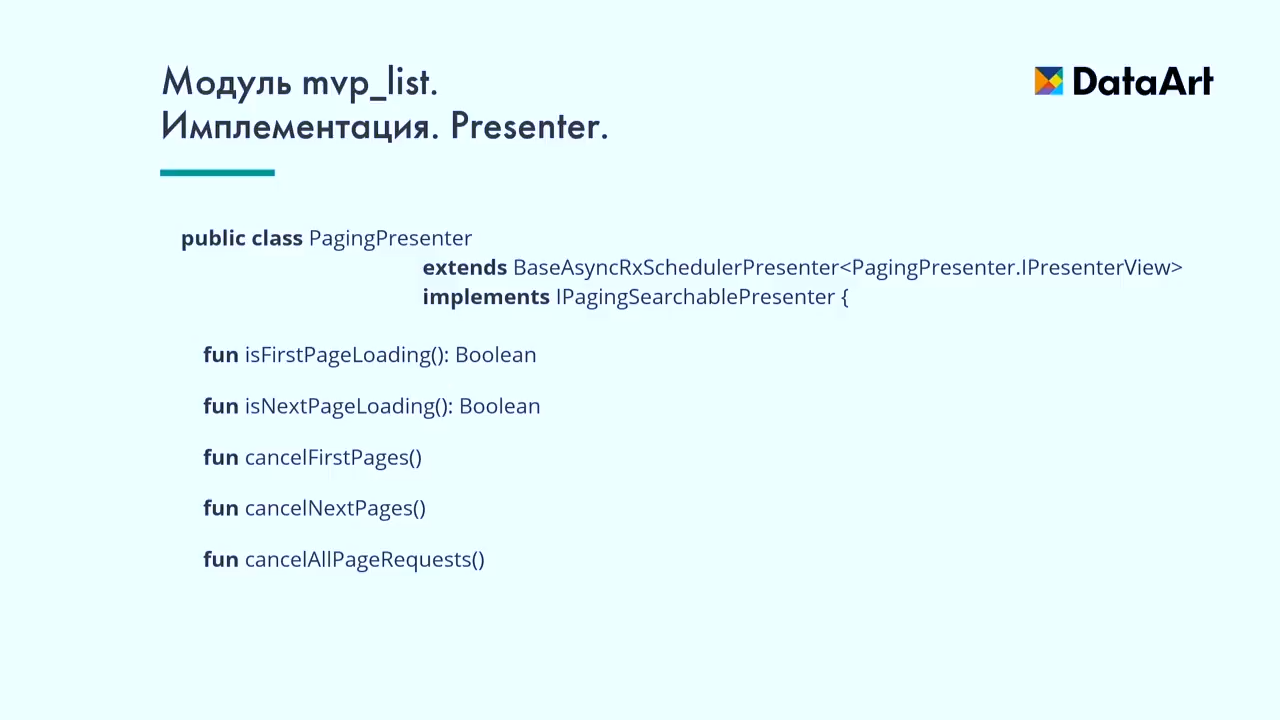 Модуль mvp_list.
Имплементация. Presenter.
DataArt
public class PagingPresenter
extends BaseAsyncRxSchedulerPresenter<PagingPresenter.IPresenterView>
implements IPagingSearchablePresenter {
fun isFirstPageLoading(): Boolean
fun isNextPageLoading(): Boolean
fun cancelFirstPages()
fun cancelNextPages()
fun cancelAllPageRequests()